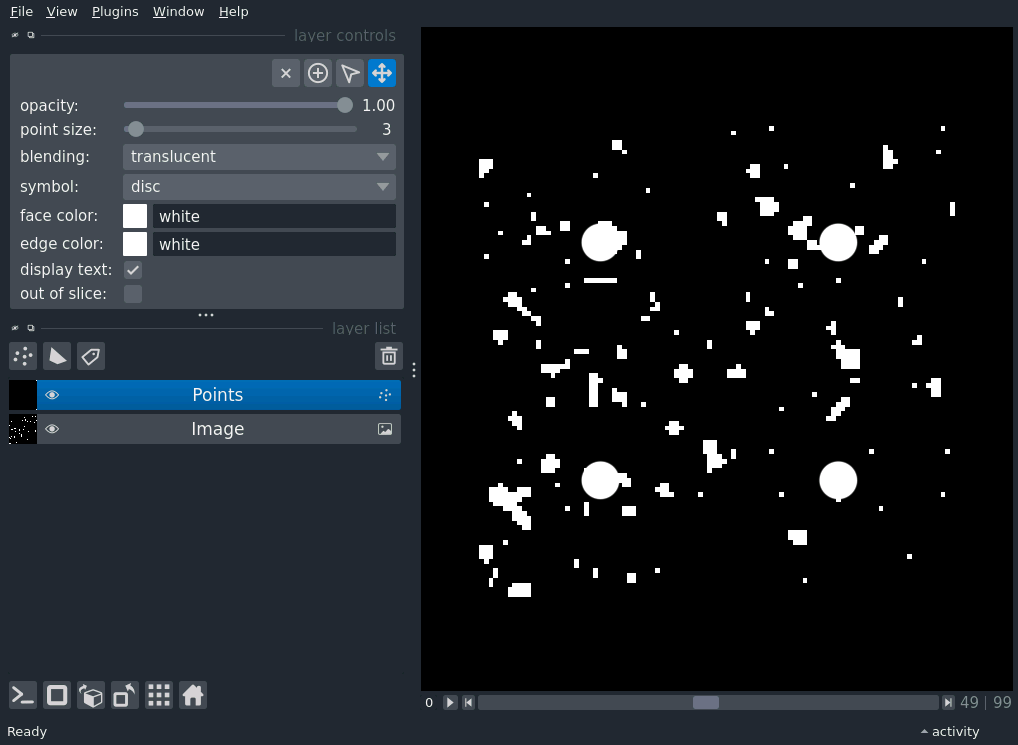 File View Plugins Window Help
layer controls
opacity: 1.00
point size: 3
blending: translucent
symbol: disc
face color: white
edge color: white
display text:
out of slice:
layer list
Points
Image
0 49 | 99
Ready activity